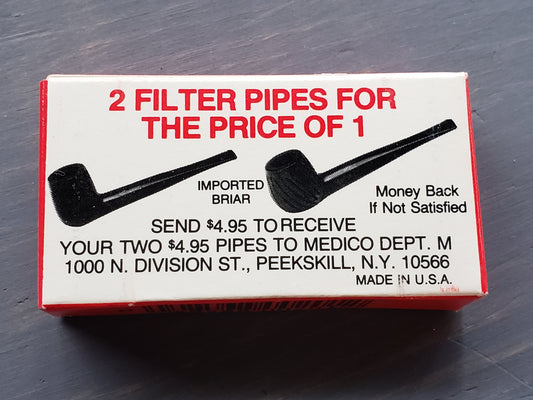 2 FILTER PIPES FOR
THE PRICE OF 1
IMPORTED
BRIAR
Money Back
If Not Satisfied
SEND $4.95 TO RECEIVE
YOUR TWO $4.95 PIPES TO MEDICO DEPT. M
1000 N. DIVISION ST., PEEKSKILL, N.Y. 10566
MADE IN U.S.A.